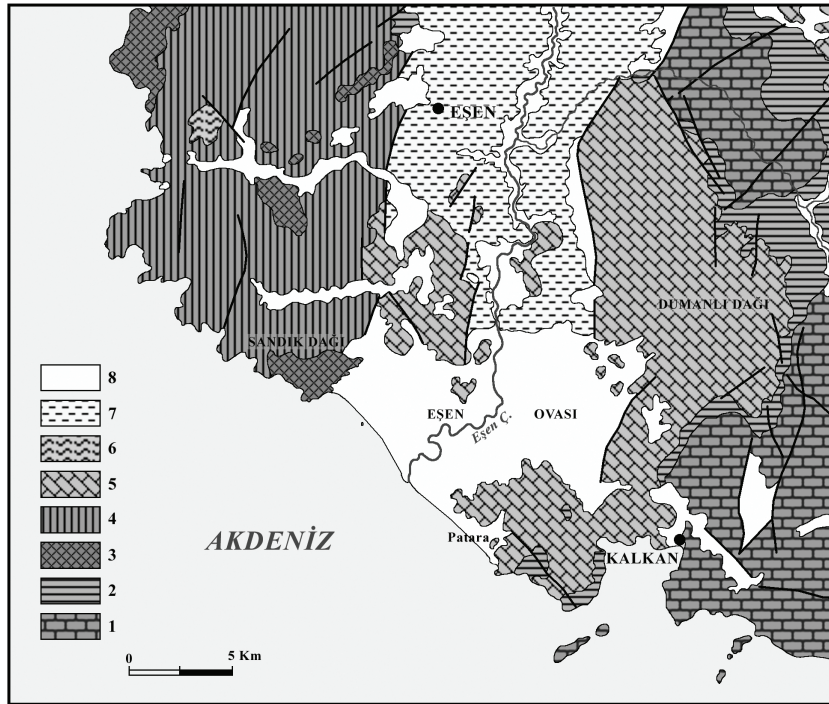 EŞEN
DUMANLI DAĞI
SANDIK DAĞI
8
7
6
5
4
3
2
1
EŞEN
OVASI
Eşen Ç.
Patara
AKDENİZ
KALKAN
0
5 Km